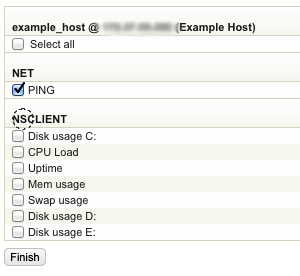 example_host @ (Example Host)
Select all
NET
PING
NSCLIENT
Disk usage C:
CPU Load
Uptime
Mem usage
Swap usage
Disk usage D:
Disk usage E:
Finish